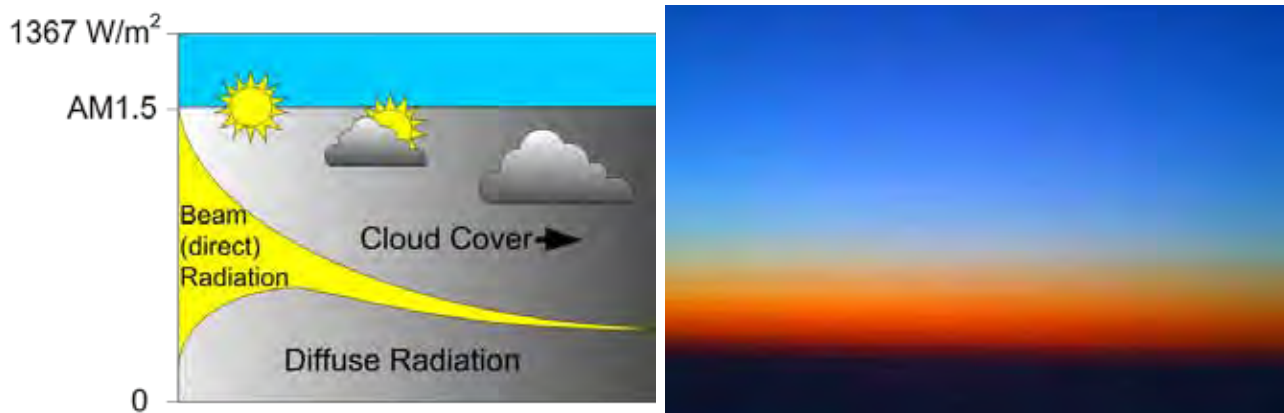 1367 W/m²
AM1.5
Beam
(direct)
Radiation
Cloud Cover
Diffuse Radiation
0